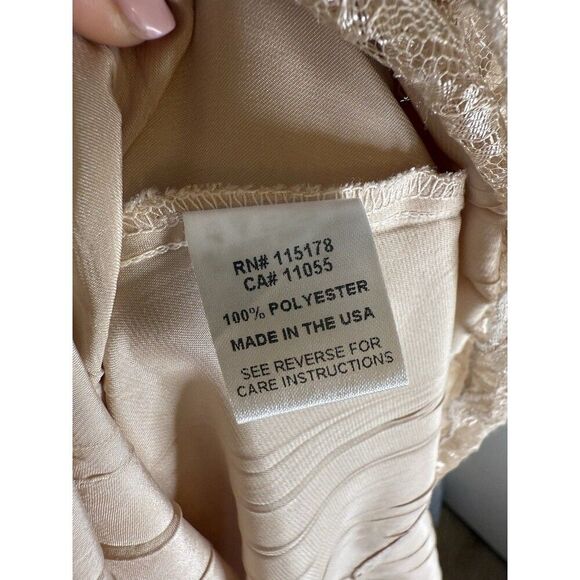 RN# 115178
CA# 11055
100% POLYESTER
MADE IN THE USA
SEE REVERSE FOR
CARE INSTRUCTIONS